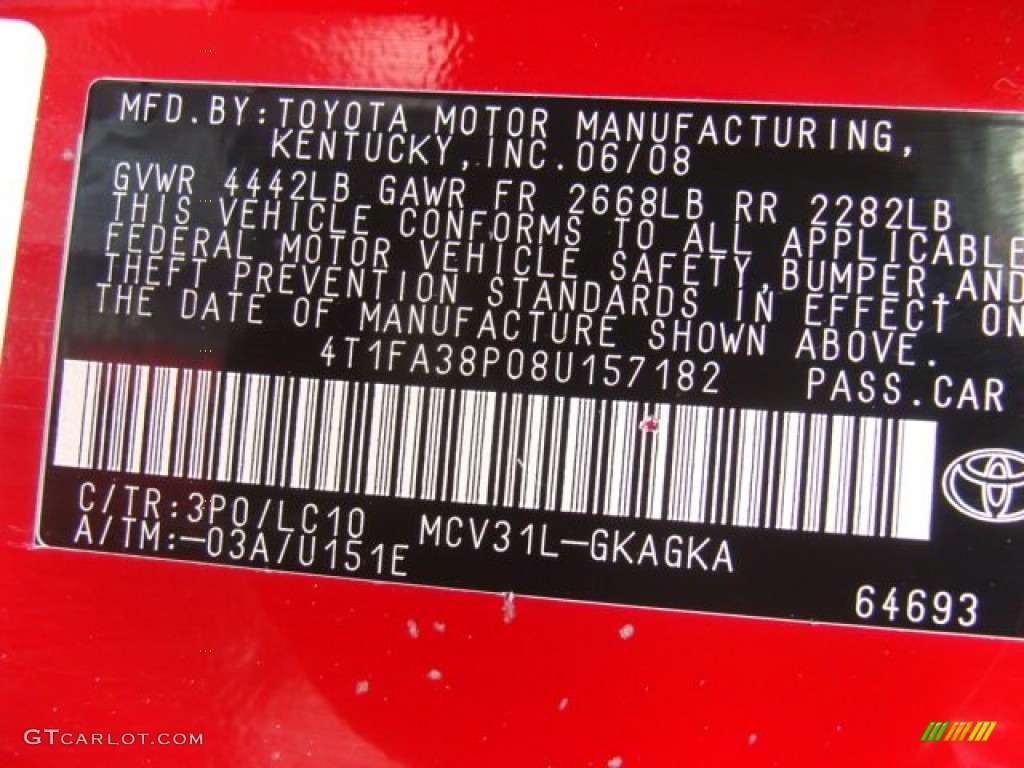 MFD.BY:TOYOTA MOTOR MANUFACTURING,
KENTUCKY,INC.06/08
GVWR 4442LB GAWR FR 2668LB RR 2282LB
THIS VEHICLE CONFORMS TO ALL APPLICABLE
FEDERAL MOTOR VEHICLE SAFETY,BUMPER,AND
THEFT PREVENTION STANDARDS IN EFFECT ON
THE DATE OF MANUFACTURE SHOWN ABOVE.
4T1FA38P08U157182 PASS.CAR
C/TR:3P0/LC10 MCV31L-GKAGKA
A/TM:-03A/U151E
64693
GTCARLOT.COM